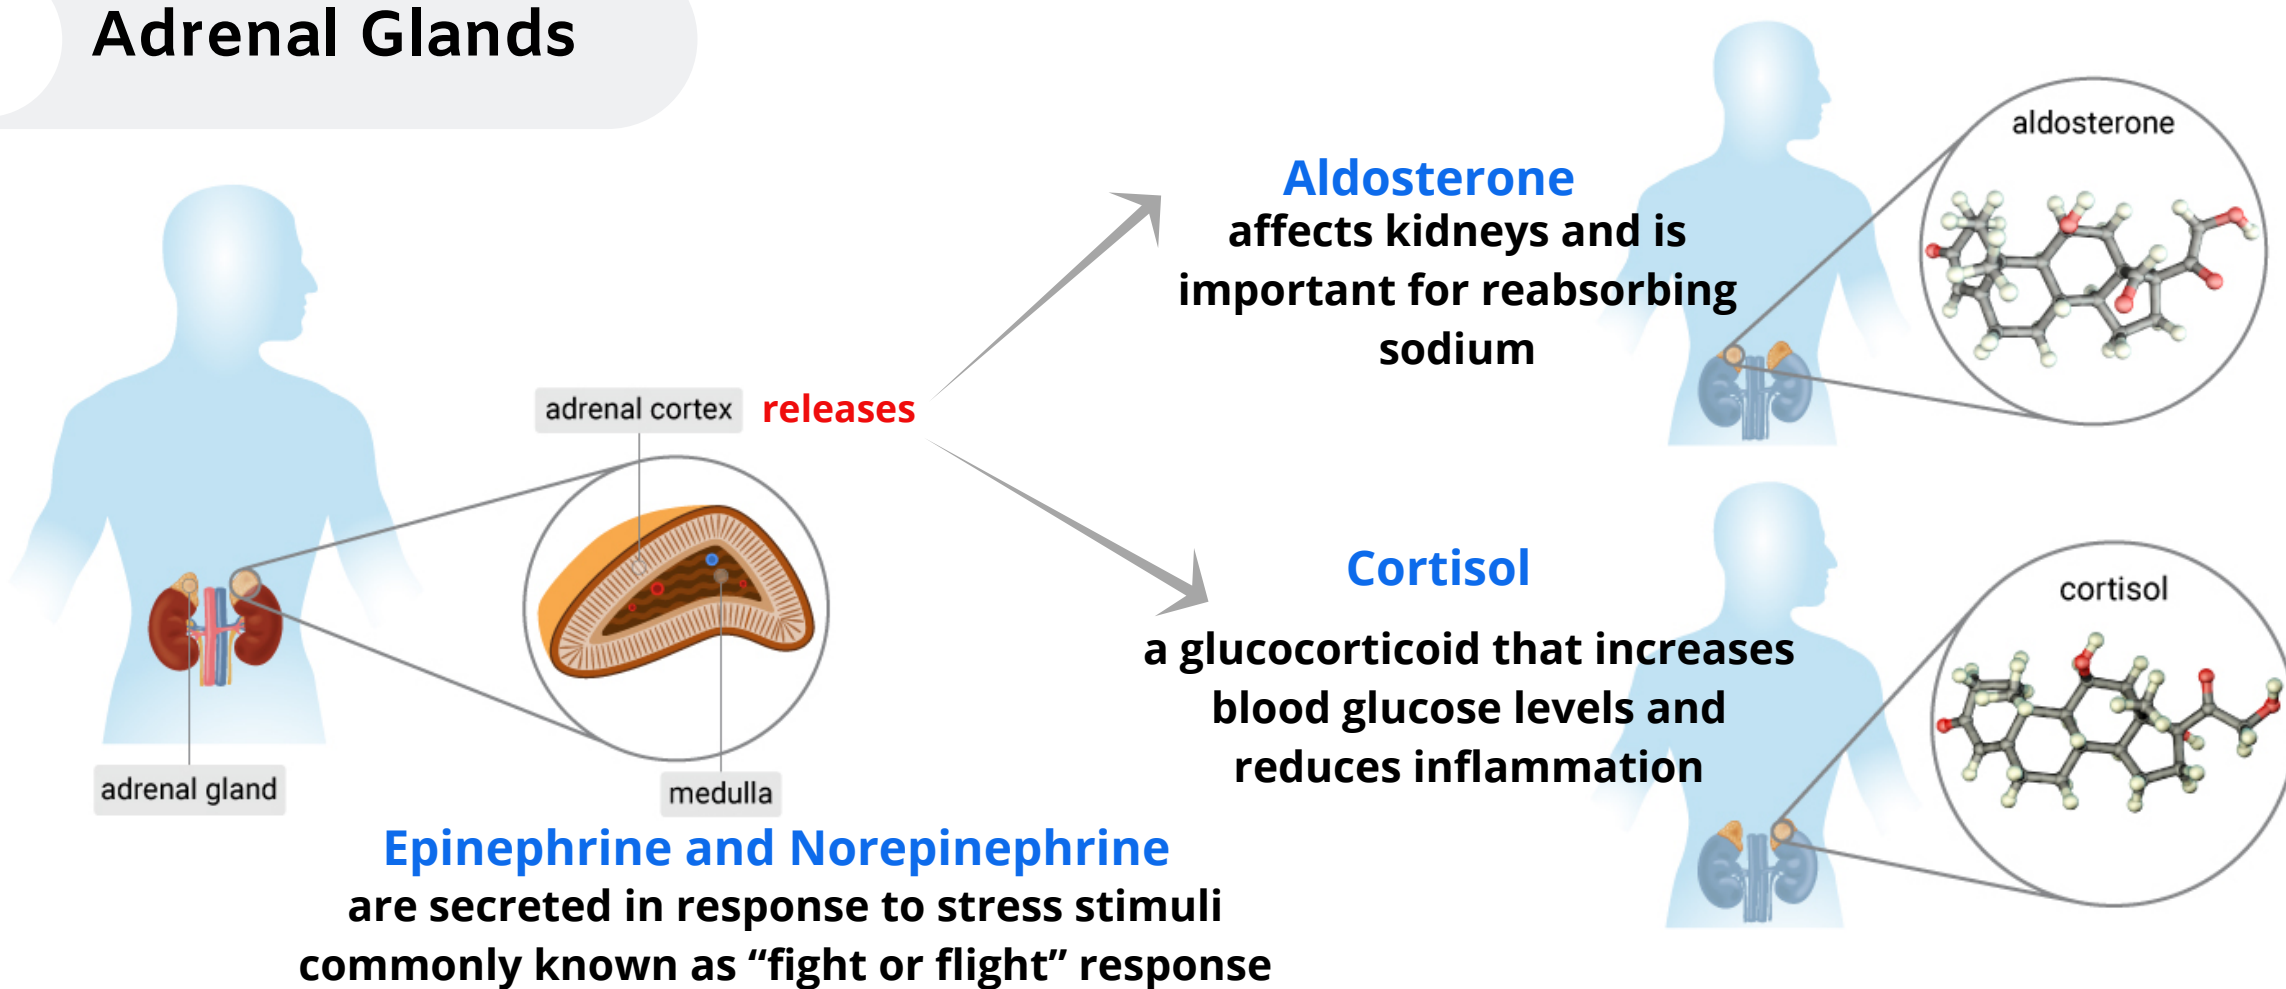 Adrenal Glands
aldosterone
Aldosterone
affects kidneys and is
important for reabsorbing
sodium
adrenal cortex
releases
Cortisol
cortisol
a glucocorticoid that increases
blood glucose levels and
reduces inflammation
adrenal gland
medulla
Epinephrine and Norepinephrine
are secreted in response to stress stimuli
commonly known as “fight or flight” response